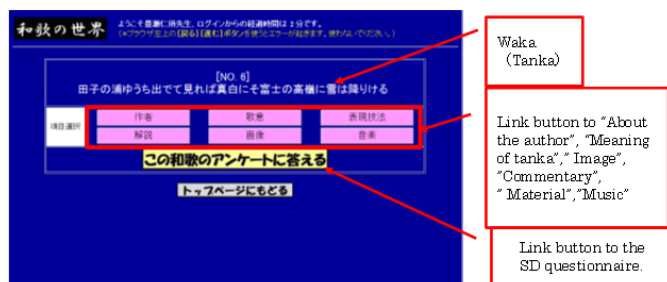 和歌の世界
ようこそ豊瀬仁須先生、ログインからの経過時間は2分です。
(※ブラウザ左上の[戻る][進む]ボタンを使うとエラーが起きます。使わないでください。)
[NO. 6]
田子の浦ゆうち出でて見れば真白にそ富士の高嶺に雪は降りける
項目選択
作者 歌意 表現技法
解説 画像 音楽
この和歌のアンケートに答える
トップページにもどる
Waka
(Tanka)
Link button to "About
the author", "Meaning
of tanka"," Image",
"Commentary",
" Material","Music"
Link button to the
SD questionnaire.